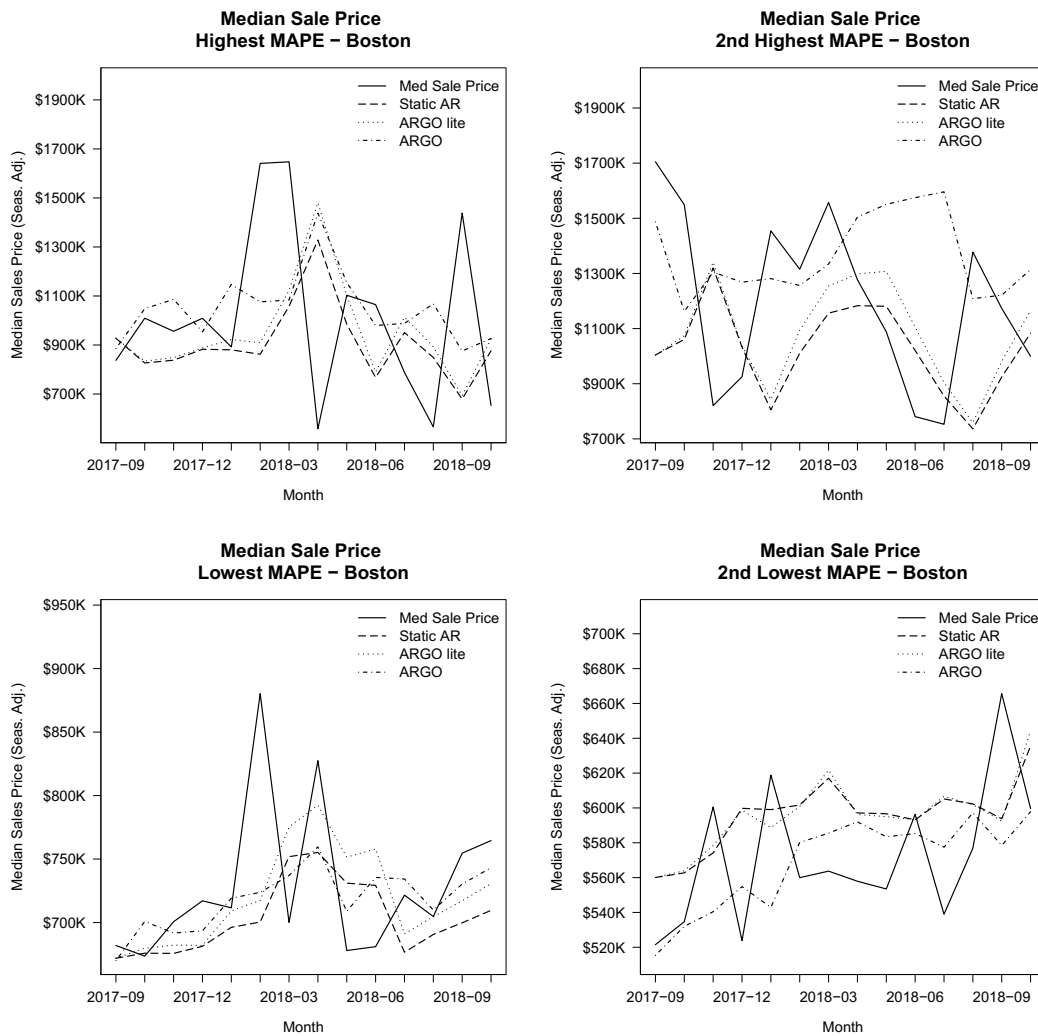 Median Sale Price
Highest MAPE − Boston
Median Sales Price (Seas. Adj.)
$1900K
$1700K
$1500K
$1300K
$1100K
$900K
$700K
Med Sale Price
Static AR
ARGO lite
ARGO
2017−09
2017−12
2018−03
2018−06
2018−09
Month
Median Sale Price
2nd Highest MAPE − Boston
Median Sales Price (Seas. Adj.)
$1900K
$1700K
$1500K
$1300K
$1100K
$900K
$700K
Med Sale Price
Static AR
ARGO lite
ARGO
2017−09
2017−12
2018−03
2018−06
2018−09
Month
Median Sale Price
Lowest MAPE − Boston
Median Sales Price (Seas. Adj.)
$950K
$900K
$850K
$800K
$750K
$700K
Med Sale Price
Static AR
ARGO lite
ARGO
2017−09
2017−12
2018−03
2018−06
2018−09
Month
Median Sale Price
2nd Lowest MAPE − Boston
Median Sales Price (Seas. Adj.)
$700K
$680K
$660K
$640K
$620K
$600K
$580K
$560K
$540K
$520K
Med Sale Price
Static AR
ARGO lite
ARGO
2017−09
2017−12
2018−03
2018−06
2018−09
Month